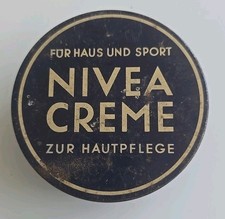 FÜR HAUS UND SPORT
NIVEA
CREME
ZUR HAUTPFLEGE